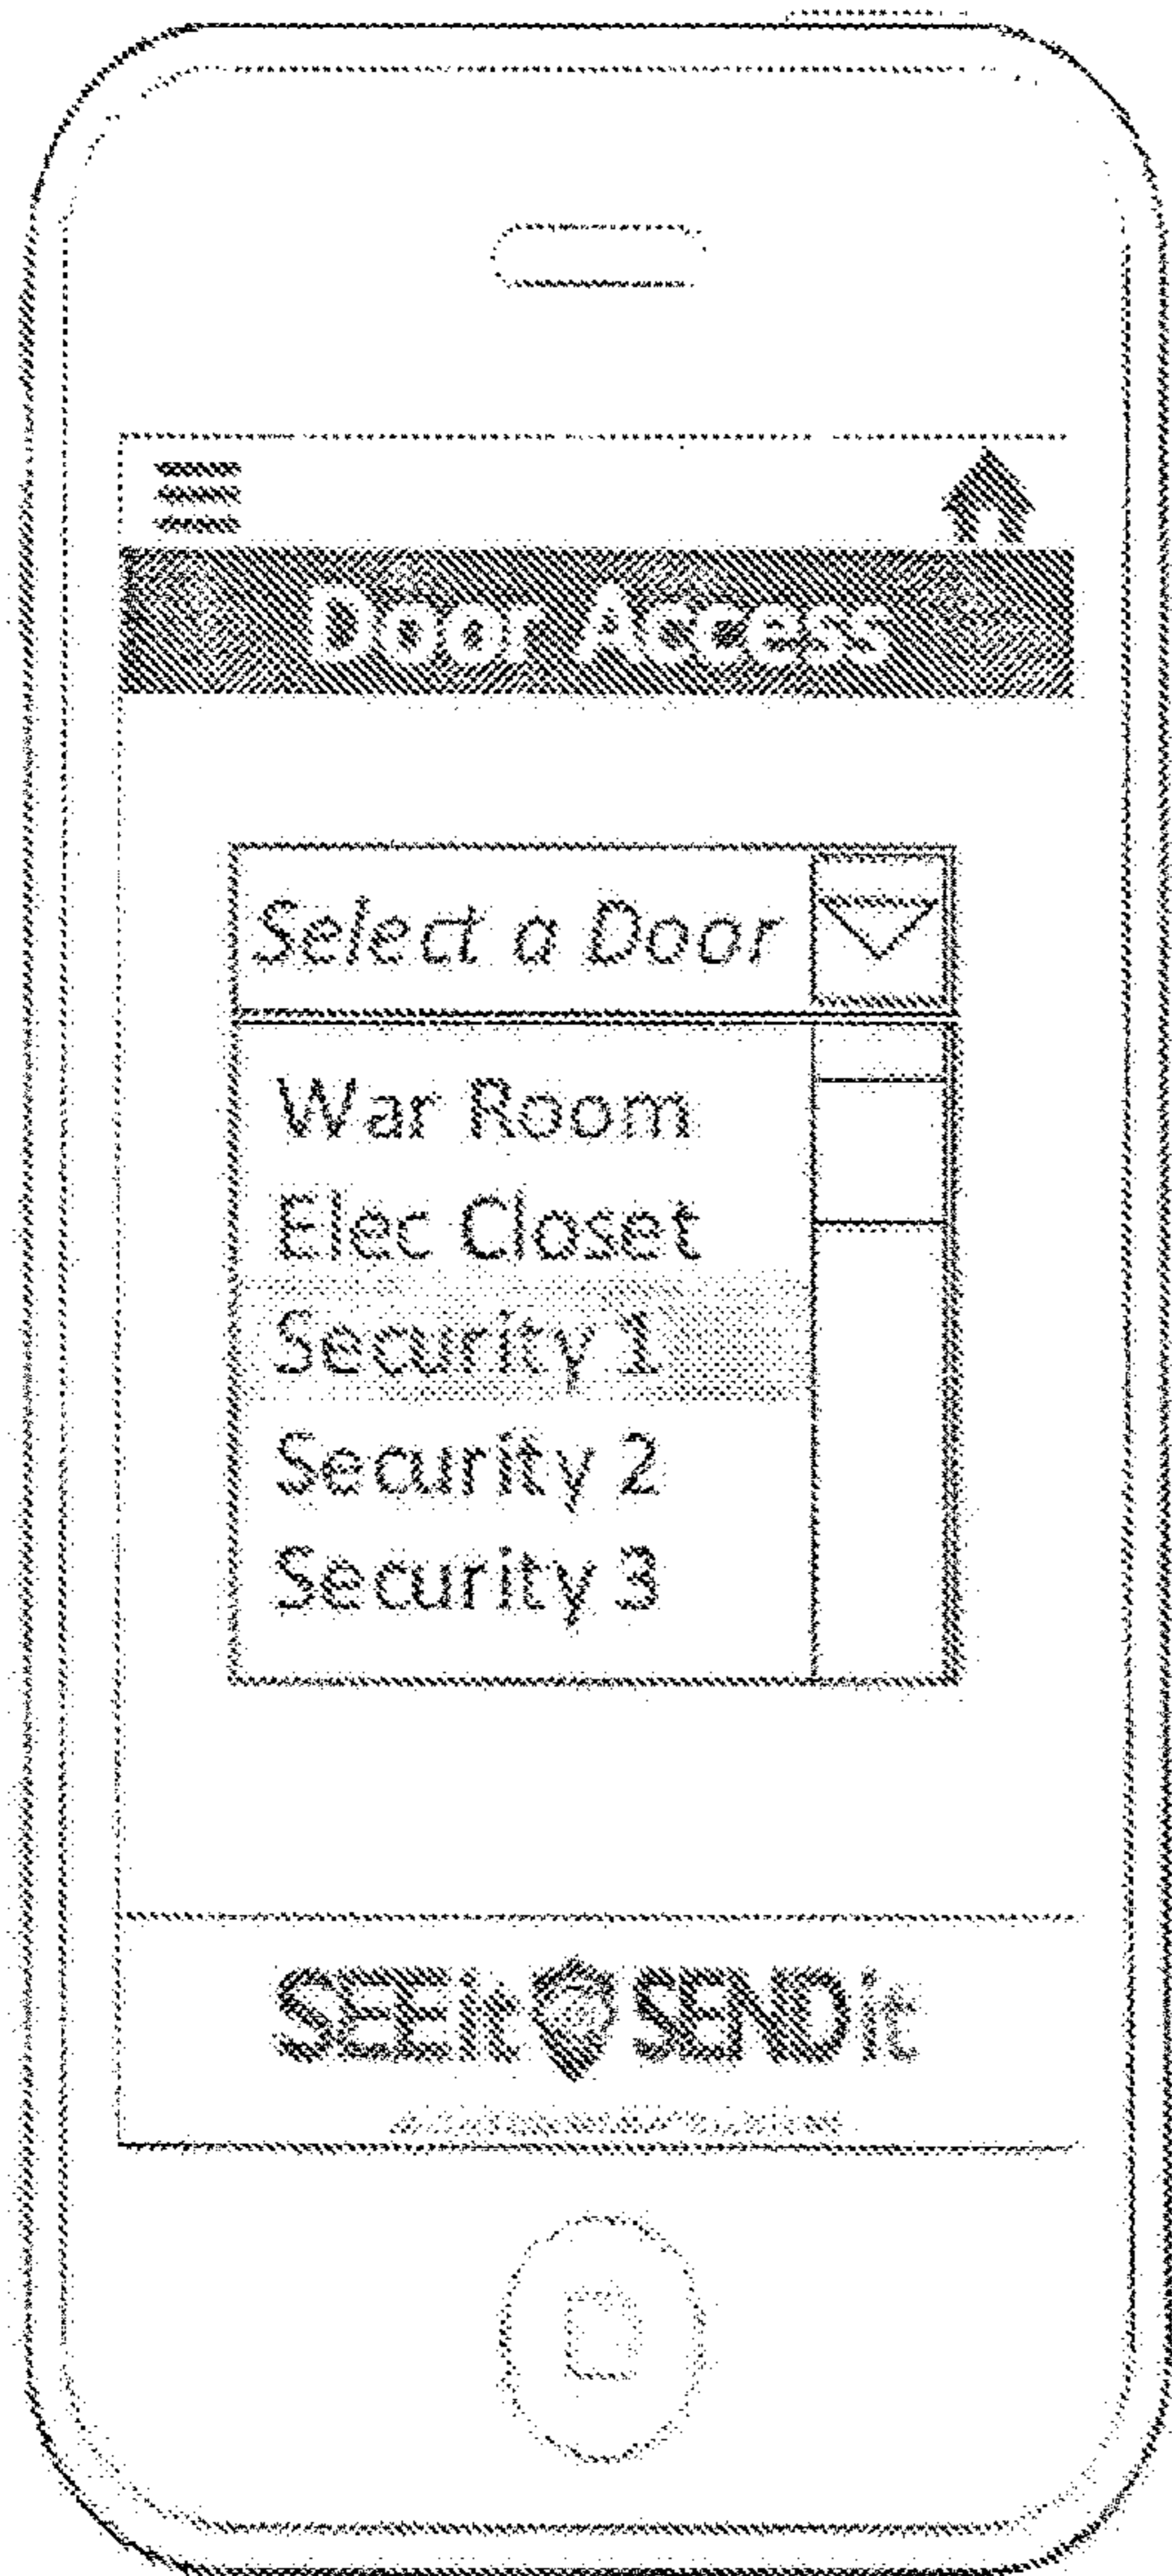 Door Access
Select a Door
War Room
Elec Closet
Security 1
Security 2
Security 3
SEEit SENDit